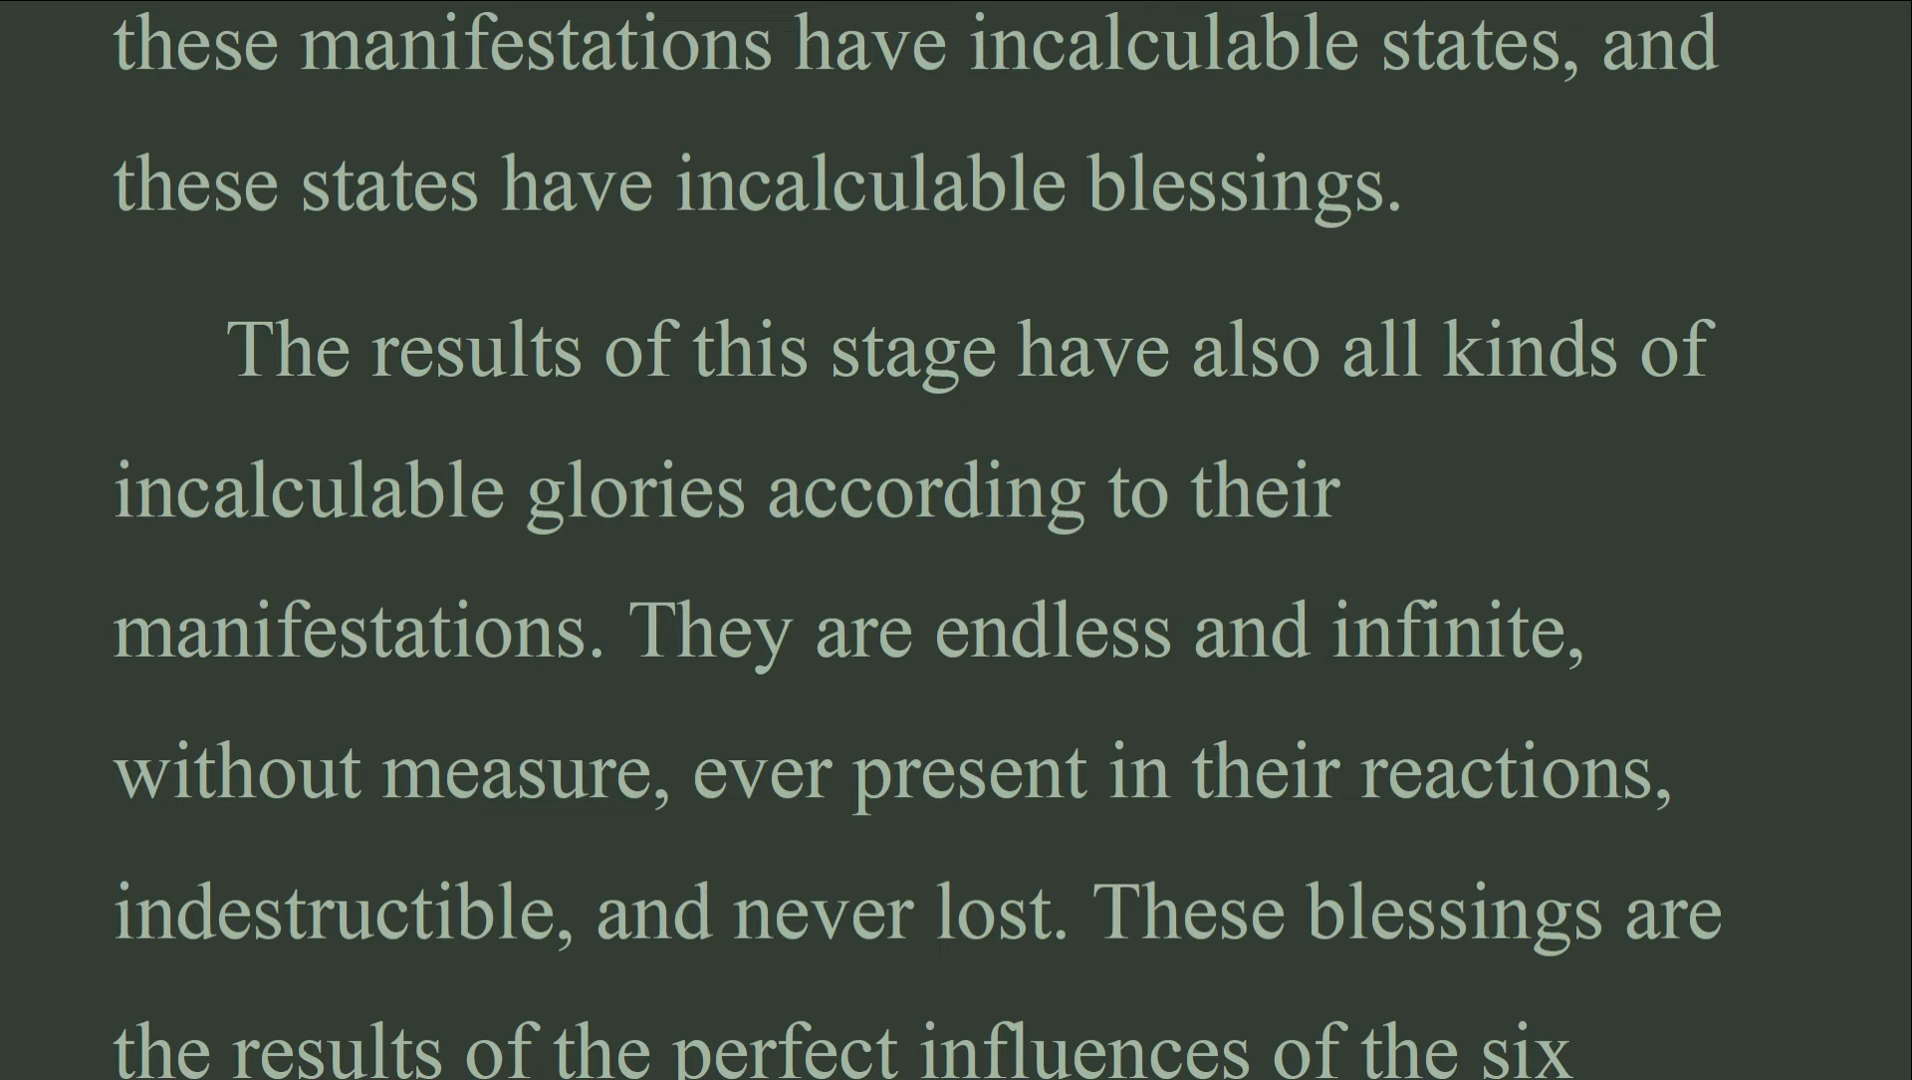 these manifestations have incalculable states, and
these states have incalculable blessings.
The results of this stage have also all kinds of
incalculable glories according to their
manifestations. They are endless and infinite,
without measure, ever present in their reactions,
indestructible, and never lost. These blessings are
the results of the perfect influences of the six